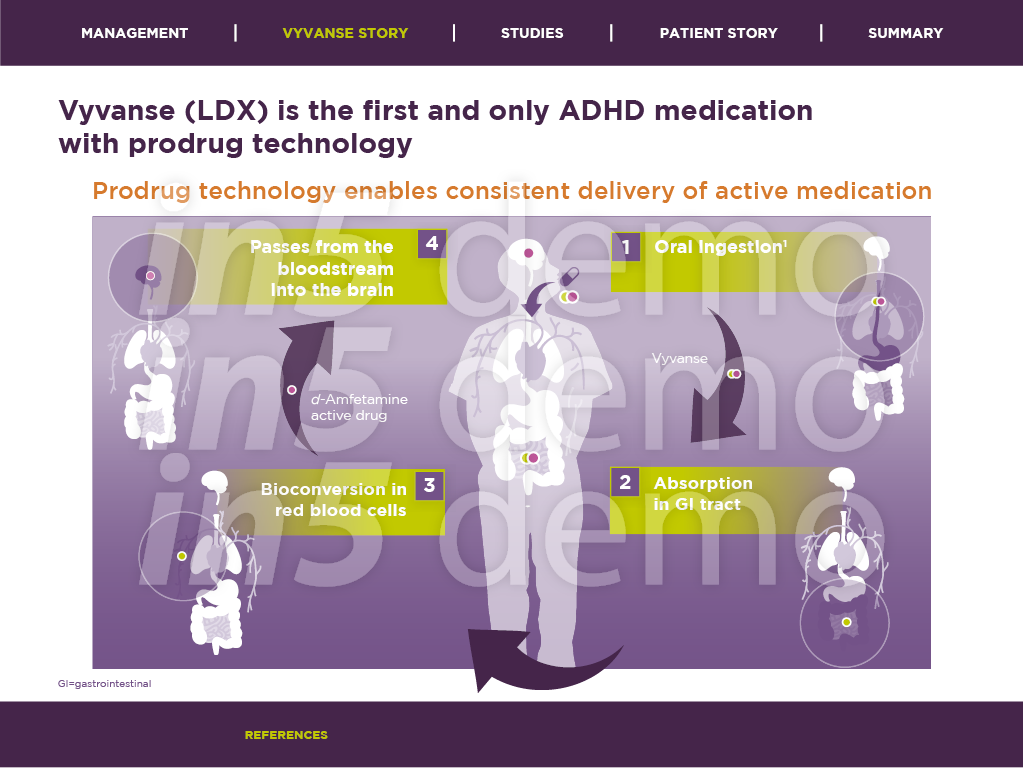 MANAGEMENT | VYVANSE STORY | STUDIES | PATIENT STORY | SUMMARY
Vyvanse (LDX) is the first and only ADHD medication
with prodrug technology
Prodrug technology enables consistent delivery of active medication
1 Oral Ingestion¹
Vyvanse
2 Absorption
in GI tract
3 Bioconversion in
red blood cells
d-Amfetamine
active drug
4 Passes from the
bloodstream
into the brain
in5 demo
in5 demo
in5 demo
GI=gastrointestinal
REFERENCES